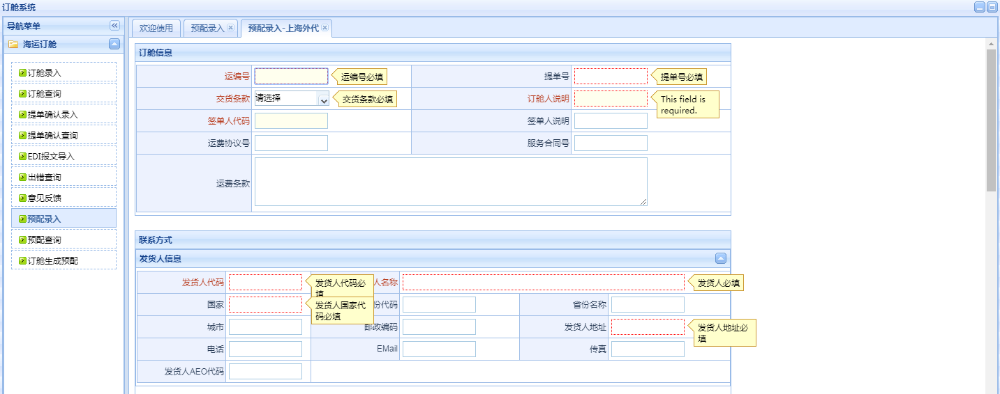 订舱系统
导航菜单
海运订舱
订舱录入
订舱查询
提单确认录入
提单确认查询
EDI报文导入
出错查询
意见反馈
预配录入
预配查询
订舱生成预配
欢迎使用 预配录入 预配录入-上海外代
订舱信息
运编号 运编号必填 提单号 提单号必填
交货条款 请选择 交货条款必填 订舱人说明 This field is
required.
签单人代码 签单人说明
运费协议号 服务合同号
运费条款
联系方式
发货人信息
发货人代码 发货人代码必
填 人名称 发货人必填
国家 发货人国家代
码必填 份代码 省份名称
城市 邮政编码 发货人地址 发货人地址必
填
电话 EMail 传真
发货人AEO代码